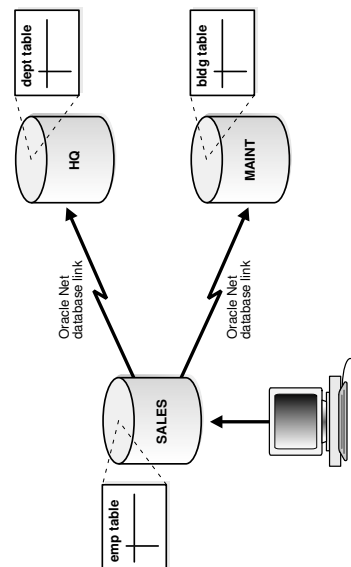 dept table
bldg table
HQ
MAINT
Oracle Net
database link
Oracle Net
database link
SALES
emp table